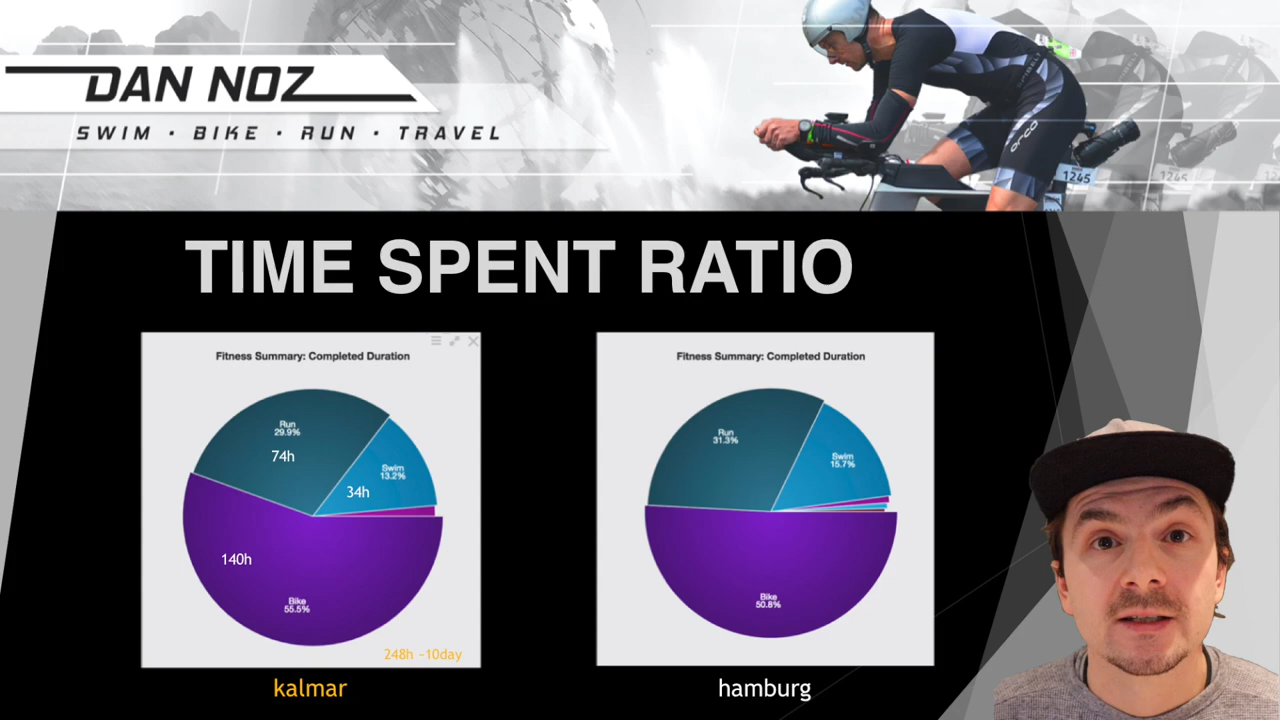 DAN NOZ
SWIM · BIKE · RUN · TRAVEL
1245
1245
ORCA
TIME SPENT RATIO
Fitness Summary: Completed Duration
Run
29.9%
74h
Swim
13.2%
34h
140h
Bike
55.5%
248h ~10day
kalmar
Fitness Summary: Completed Duration
Run
31.3%
Swim
15.7%
Bike
50.8%
hamburg